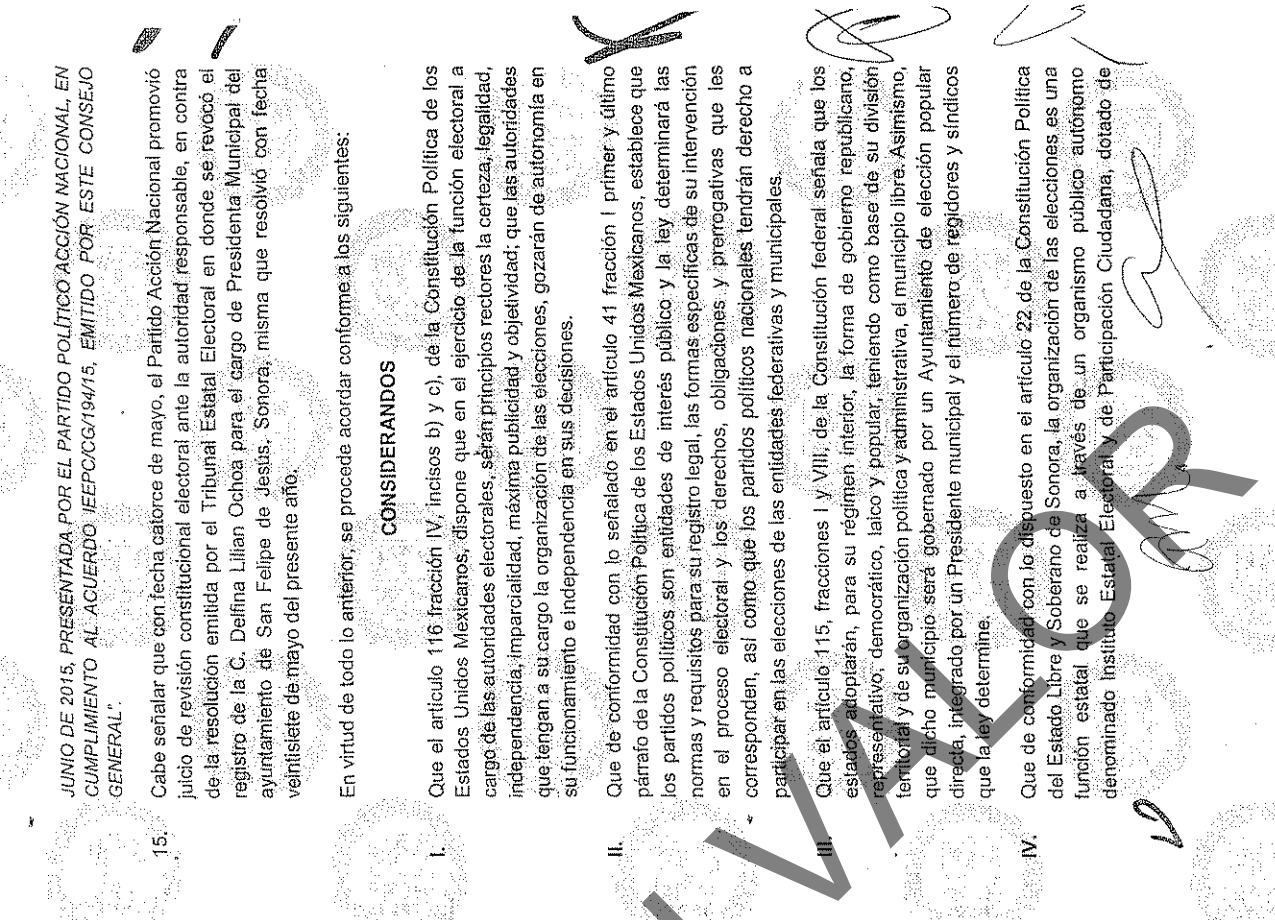 JUNIO DE 2015, PRESENTADA POR EL PARTIDO POLÍTICO ACCIÓN NACIONAL, EN
CUMPLIMIENTO AL ACUERDO IEEPC/CG/194/15, EMITIDO POR ESTE CONSEJO
GENERAL".
15. Cabe señalar que con fecha catorce de mayo, el Partido Acción Nacional promovió
juicio de revisión constitucional electoral ante la autoridad responsable, en contra
de la resolución emitida por el Tribunal Estatal Electoral en donde se revocó el
registro de la C. Delfina Lilian Ochoa para el cargo de Presidenta Municipal del
ayuntamiento de San Felipe de Jesús, Sonora, misma que resolvió con fecha
veintisiete de mayo del presente año.
En virtud de todo lo anterior, se procede acordar conforme a los siguientes:
CONSIDERANDOS
I. Que el artículo 116 fracción IV, incisos b) y c), de la Constitución Política de los
Estados Unidos Mexicanos, dispone que en el ejercicio de la función electoral a
cargo de las autoridades electorales, serán principios rectores la certeza, legalidad,
independencia, imparcialidad, máxima publicidad y objetividad; que las autoridades
que tengan a su cargo la organización de las elecciones, gozarán de autonomía en
su funcionamiento e independencia en sus decisiones.
II. Que de conformidad con lo señalado en el artículo 41 fracción I primer y último
párrafo de la Constitución Política de los Estados Unidos Mexicanos, establece que
los partidos políticos son entidades de interés público y la ley determinará las
normas y requisitos para su registro legal, las formas específicas de su intervención
en el proceso electoral y los derechos, obligaciones y prerrogativas que les
corresponden, así como que los partidos políticos nacionales tendrán derecho a
participar en las elecciones de las entidades federativas y municipales.
III. Que el artículo 115, fracciones I y VIII, de la Constitución federal señala que los
estados adoptarán, para su régimen interior, la forma de gobierno republicano,
representativo, democrático, laico y popular, teniendo como base de su división
territorial y de su organización política y administrativa, el municipio libre. Asimismo,
que dicho municipio será gobernado por un Ayuntamiento de elección popular
directa, integrado por un Presidente municipal y el número de regidores y síndicos
que la ley determine.
IV. Que de conformidad con lo dispuesto en el artículo 22 de la Constitución Política
del Estado Libre y Soberano de Sonora, la organización de las elecciones es una
función estatal que se realiza a través de un organismo público autónomo
denominado Instituto Estatal Electoral y de Participación Ciudadana, dotado de
VALOR